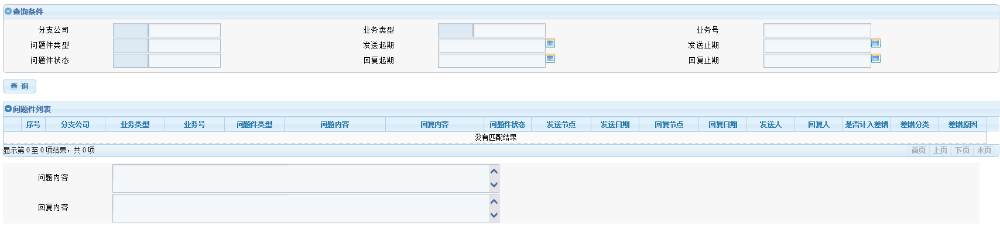 查询条件
分支公司 业务类型 业务号
问题件类型 发送起期 发送止期
问题件状态 回复起期 回复止期
查 询
问题件列表
序号 分支公司 业务类型 业务号 问题件类型 问题内容 回复内容 问题件状态 发送节点 发送日期 回复节点 回复日期 发送人 回复人 是否计入差错 差错分类 差错原因
没有匹配结果
显示第 0 至 0 项结果，共 0 项 首页 上页 下页 末页
问题内容
回复内容